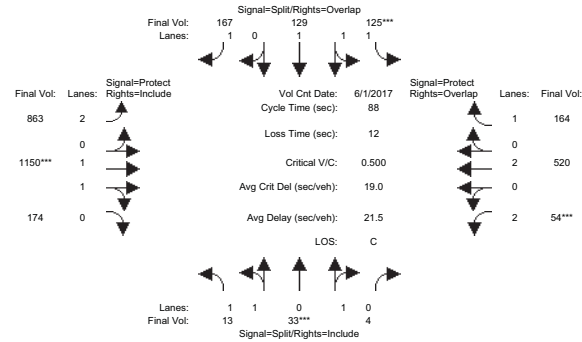 Signal=Split/Rights=Overlap
Final Vol: 167 129 125***
Lanes: 1 0 1 1 1
Signal=Protect
Final Vol: Lanes: Rights=Include
Vol Cnt Date: 6/1/2017
Signal=Protect
Rights=Overlap Lanes: Final Vol:
Cycle Time (sec): 88
863 2
1 164
Loss Time (sec): 12
0
0
1150*** 1
Critical V/C: 0.500
2 520
1
Avg Crit Del (sec/veh): 19.0
0
174 0
Avg Delay (sec/veh): 21.5
2 54***
LOS: C
Lanes: 1 1 0 1 0
Final Vol: 13 33*** 4
Signal=Split/Rights=Include